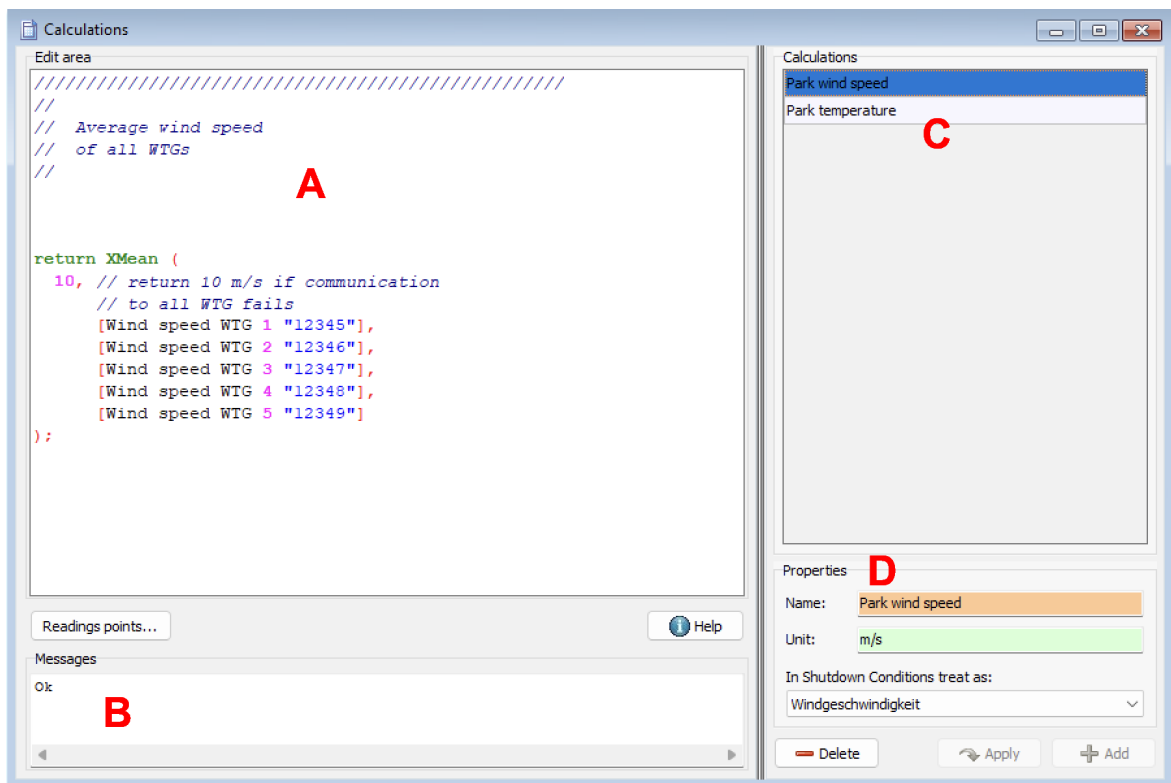 Calculations
Edit area
///////////////////////////////////////////////////
//
//  Average wind speed
//  of all WTGs
//
A
return XMean (
  10, // return 10 m/s if communication
      // to all WTG fails
      [Wind speed WTG 1 "12345"],
      [Wind speed WTG 2 "12346"],
      [Wind speed WTG 3 "12347"],
      [Wind speed WTG 4 "12348"],
      [Wind speed WTG 5 "12349"]
);
Readings points...
Help
Messages
Ok
B
Calculations
Park wind speed
Park temperature
C
Properties
D
Name: Park wind speed
Unit: m/s
In Shutdown Conditions treat as:
Windgeschwindigkeit
Delete
Apply
Add